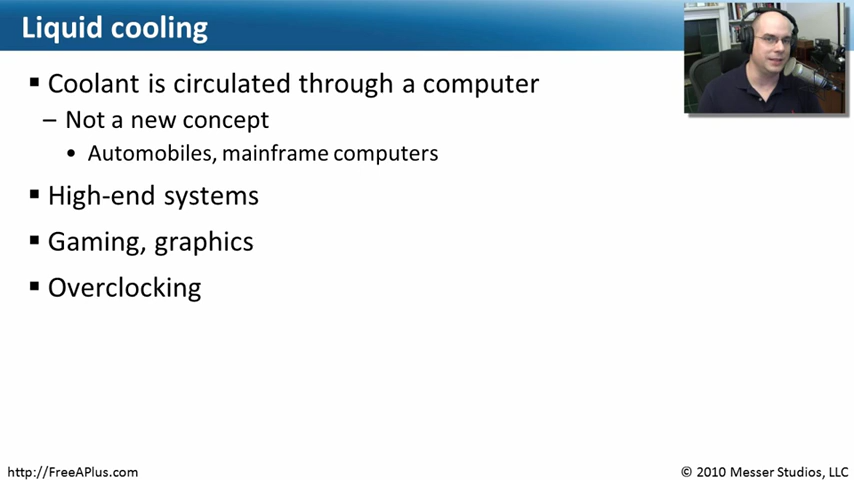 Liquid cooling
▪ Coolant is circulated through a computer
– Not a new concept
• Automobiles, mainframe computers
▪ High-end systems
▪ Gaming, graphics
▪ Overclocking
http://FreeAPlus.com
© 2010 Messer Studios, LLC